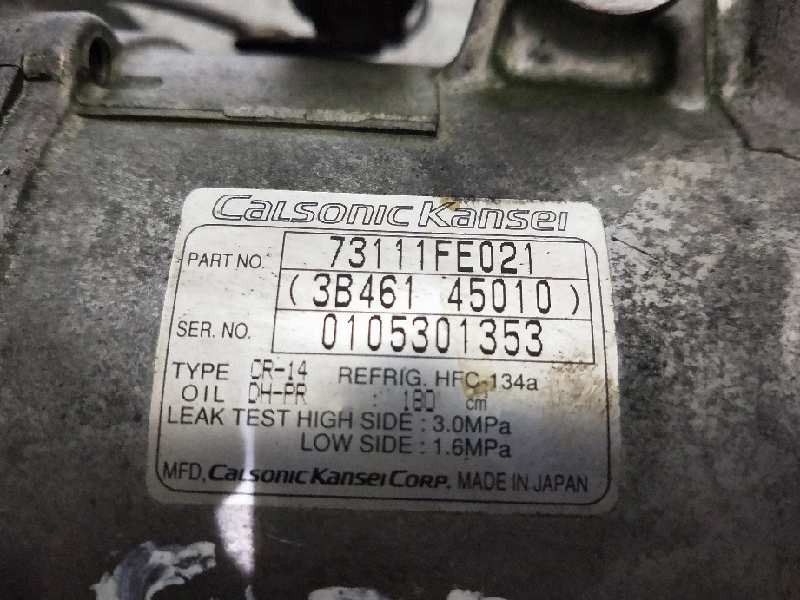 Calsonic Kansei
PART NO. 73111FE021
(3B461 45010)
SER. NO. 0105301353
TYPE CR-14 REFRIG. HFC-134a
OIL DH-PR : 180 cm
LEAK TEST HIGH SIDE : 3.0MPa
LOW SIDE : 1.6MPa
MFD. CALSONIC KANSEI CORP. MADE IN JAPAN